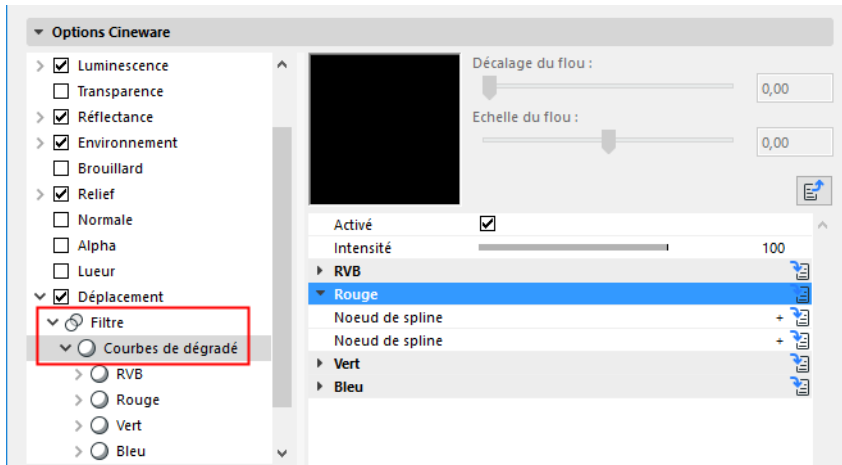 Options Cineware
Luminescence
Transparence
Réflectance
Environnement
Brouillard
Relief
Normale
Alpha
Lueur
Déplacement
Filtre
Courbes de dégradé
RVB
Rouge
Vert
Bleu
Décalage du flou :
0,00
Echelle du flou :
0,00
Activé
Intensité 100
RVB
Rouge
Noeud de spline +
Noeud de spline +
Vert
Bleu